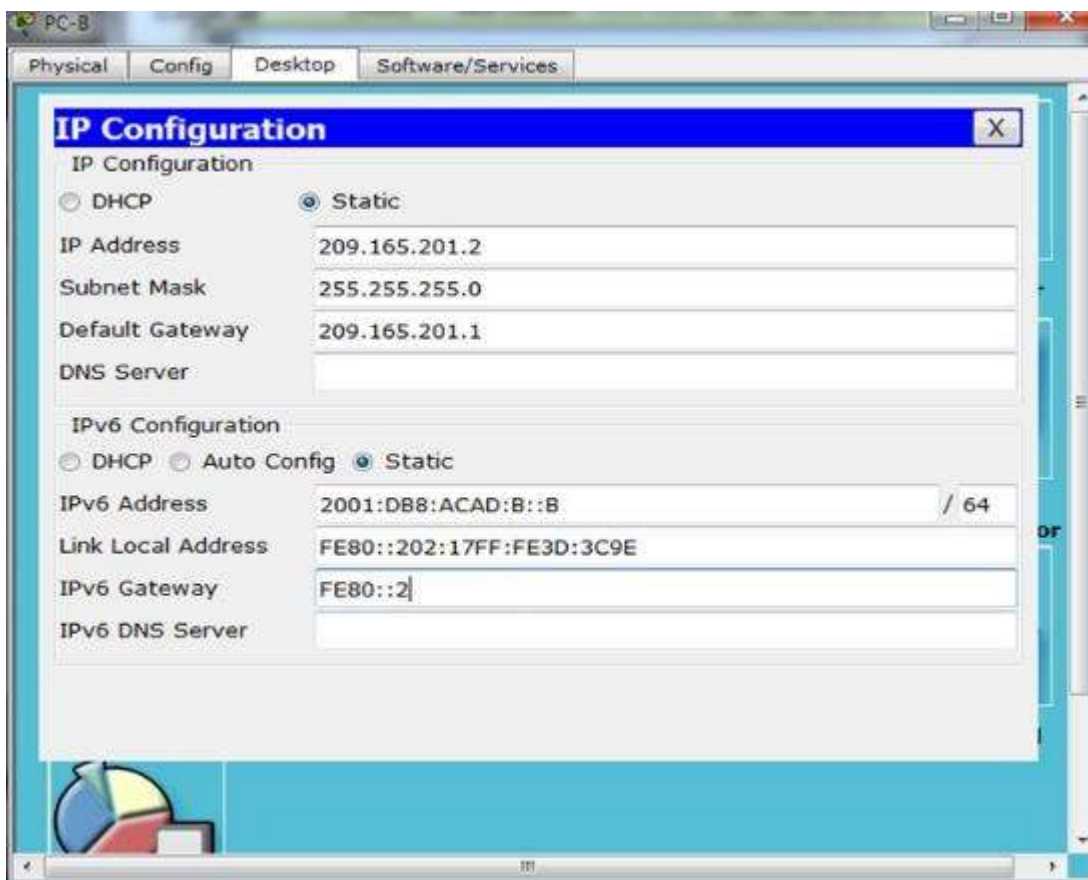 PC-B
Physical Config Desktop Software/Services
IP Configuration X
IP Configuration
DHCP Static
IP Address 209.165.201.2
Subnet Mask 255.255.255.0
Default Gateway 209.165.201.1
DNS Server
IPv6 Configuration
DHCP Auto Config Static
IPv6 Address 2001:DB8:ACAD:B::B / 64
Link Local Address FE80::202:17FF:FE3D:3C9E
IPv6 Gateway FE80::2
IPv6 DNS Server
or